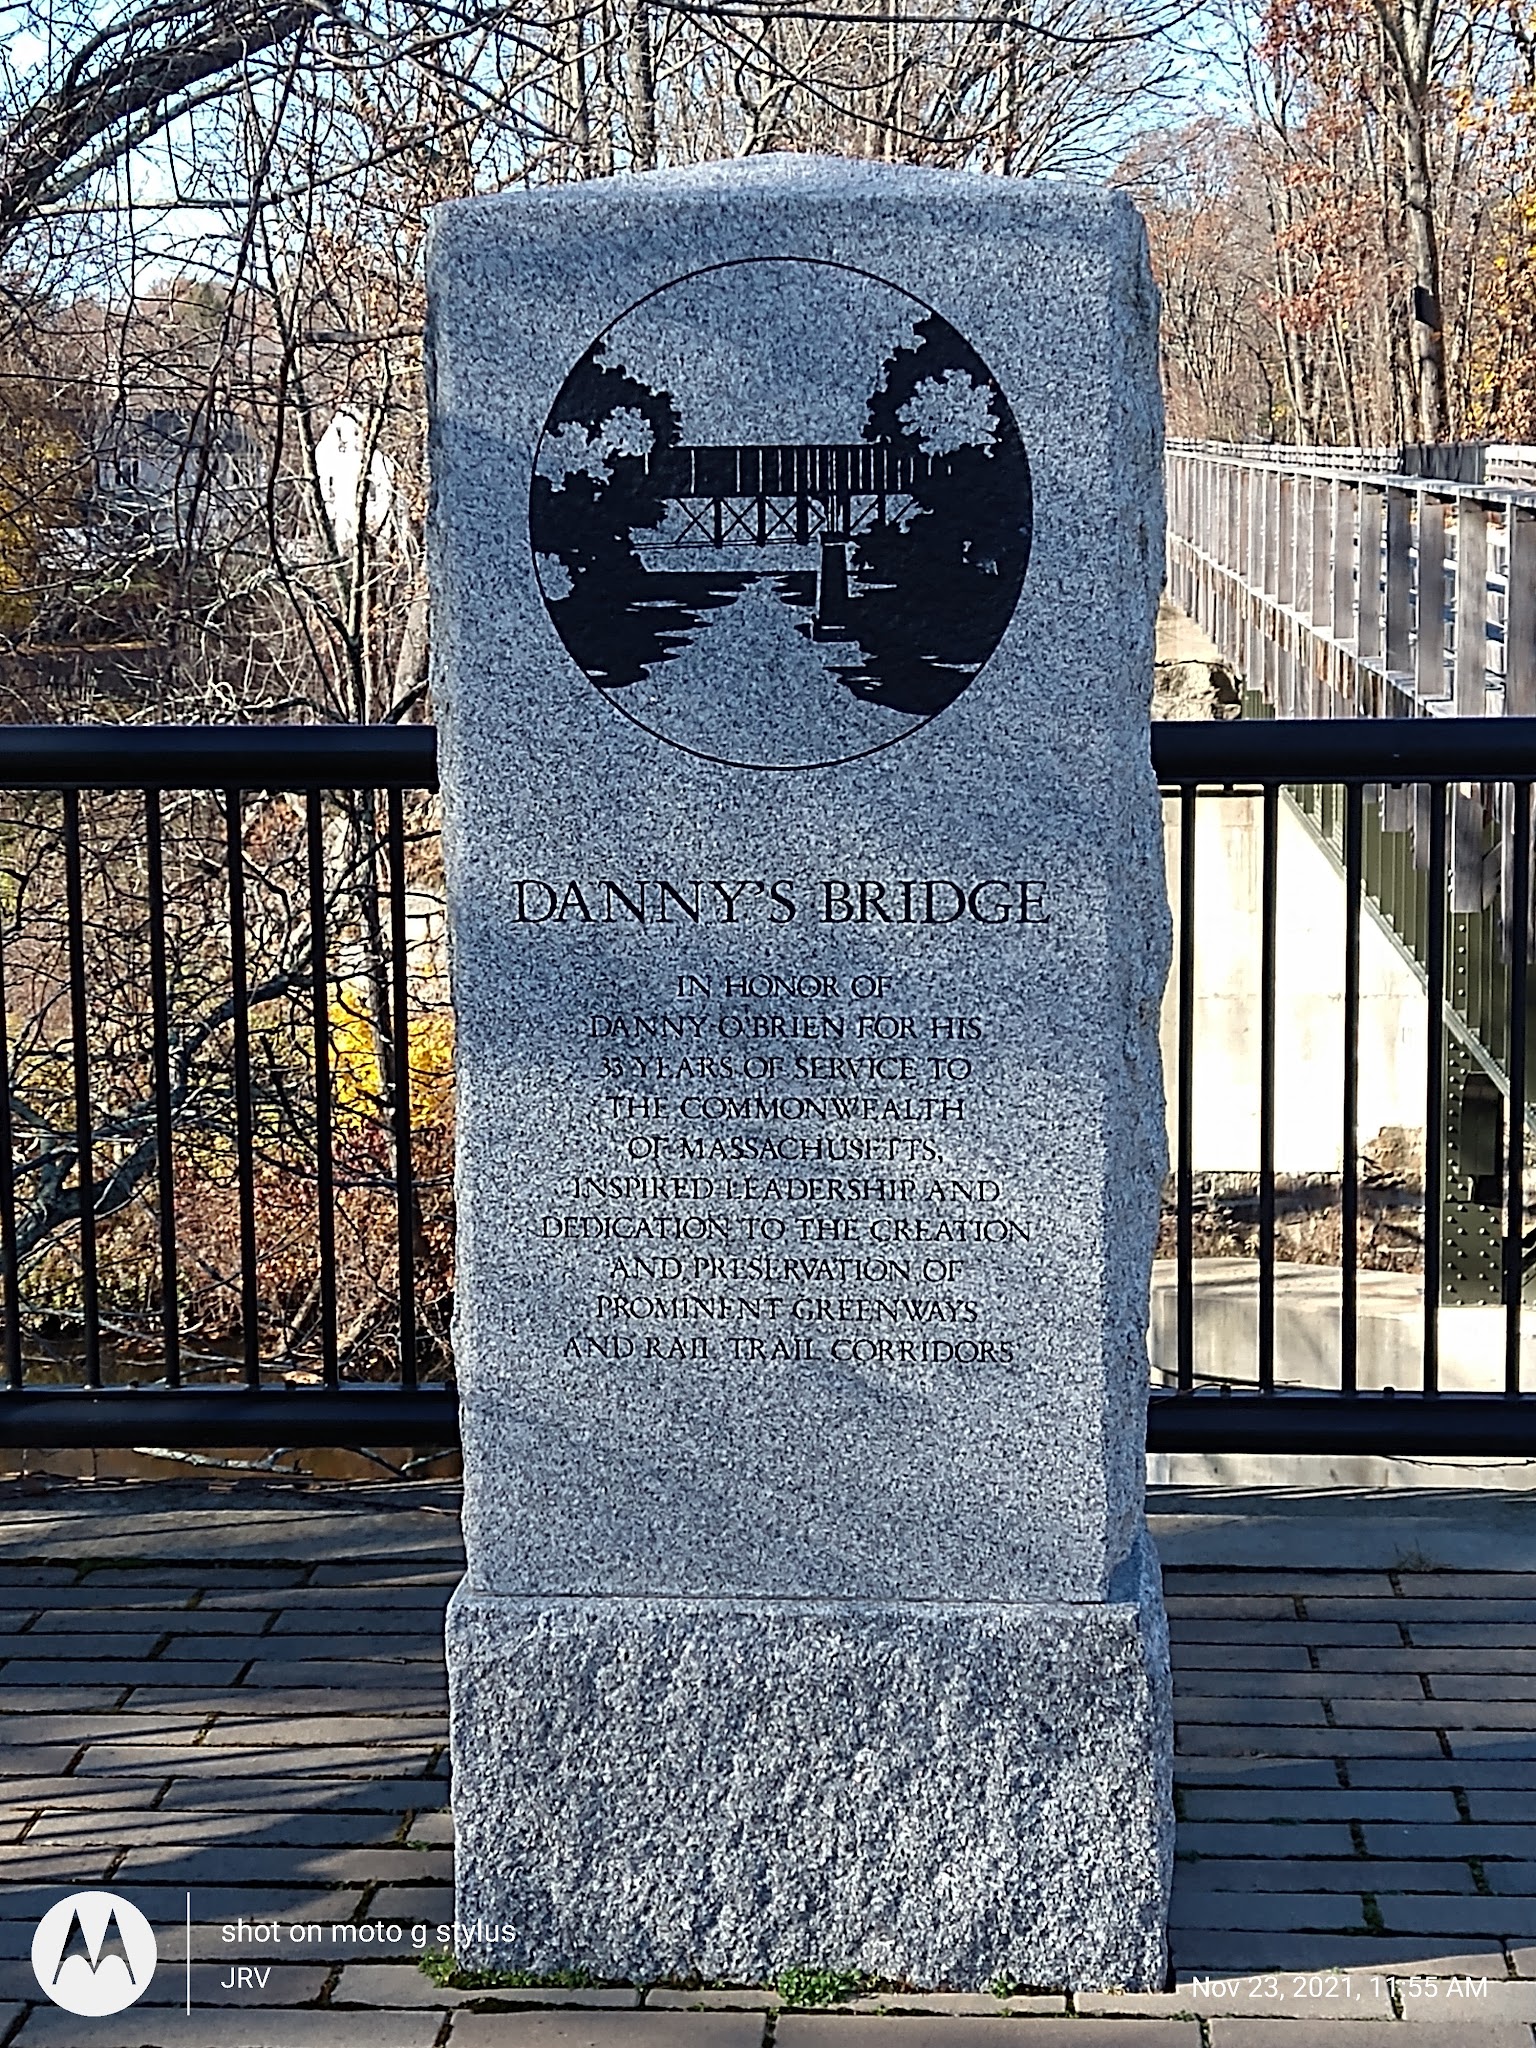 DANNY'S BRIDGE
IN HONOR OF
DANNY O'BRIEN FOR HIS
33 YEARS OF SERVICE TO
THE COMMONWEALTH
OF MASSACHUSETTS,
INSPIRED LEADERSHIP AND
DEDICATION TO THE CREATION
AND PRESERVATION OF
PROMINENT GREENWAYS
AND RAIL TRAIL CORRIDORS
shot on moto g stylus
JRV
Nov 23, 2021, 11:55 AM